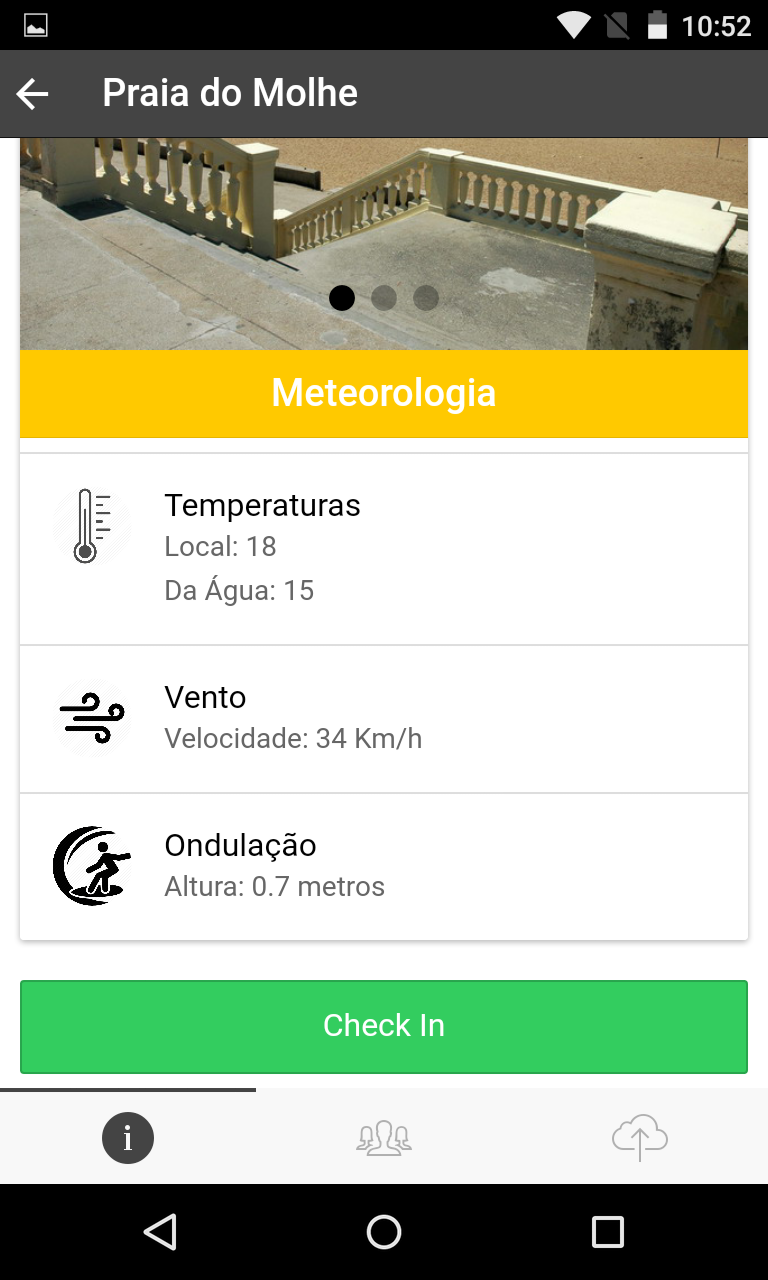 10:52
Praia do Molhe
Meteorologia
Temperaturas
Local: 18
Da Água: 15
Vento
Velocidade: 34 Km/h
Ondulação
Altura: 0.7 metros
Check In
i